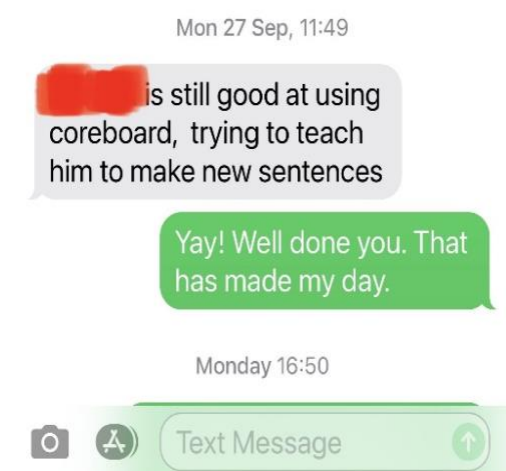 Mon 27 Sep, 11:49
is still good at using
coreboard, trying to teach
him to make new sentences
Yay! Well done you. That
has made my day.
Monday 16:50
Text Message